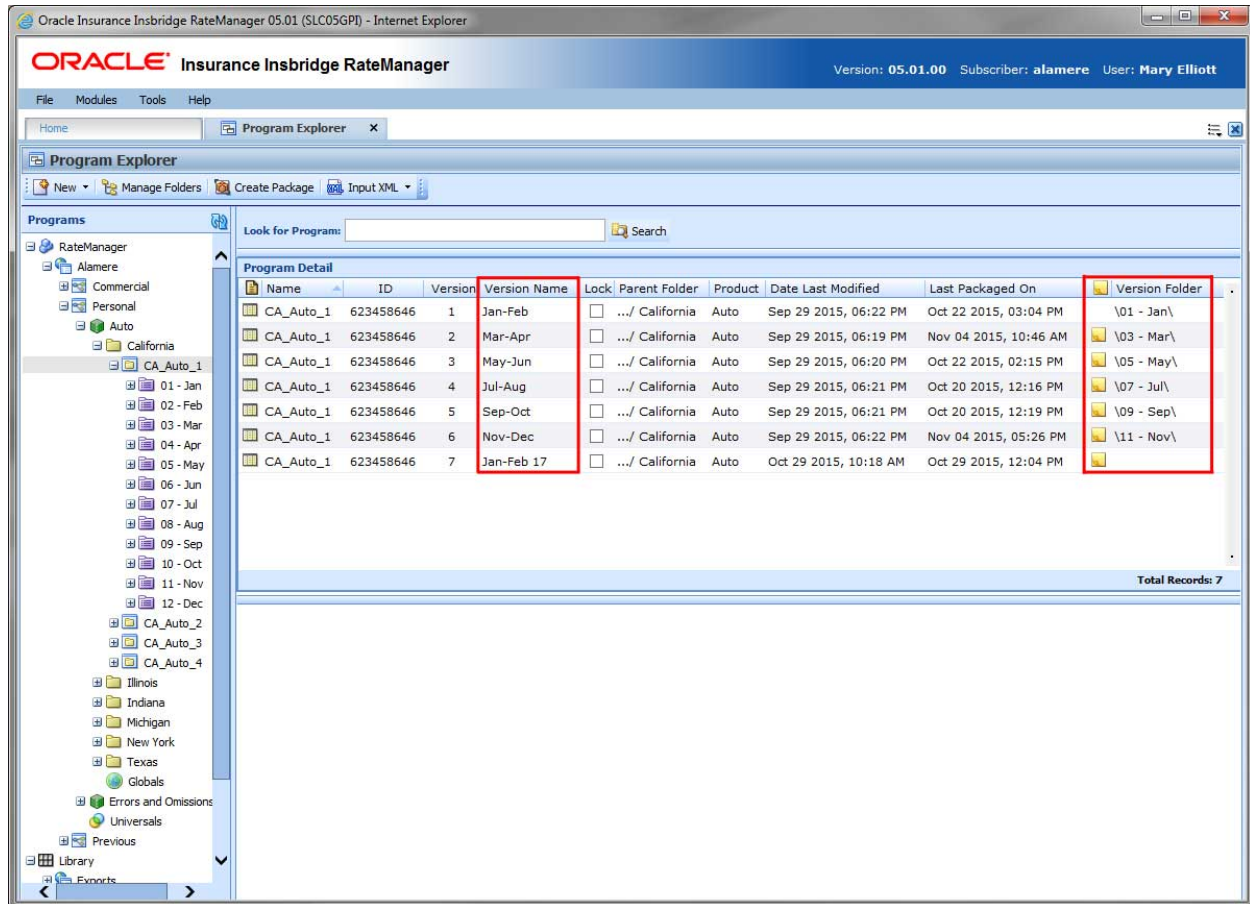 Oracle Insurance Insbridge RateManager 05.01 (SLC05GPI) - Internet Explorer
ORACLE Insurance Insbridge RateManager
Version: 05.01.00 Subscriber: alamere User: Mary Elliott
File Modules Tools Help
Home Program Explorer x
Program Explorer
New Manage Folders Create Package Input XML
Programs
RateManager
Alamere
Commercial
Personal
Auto
California
CA_Auto_1
01 - Jan
02 - Feb
03 - Mar
04 - Apr
05 - May
06 - Jun
07 - Jul
08 - Aug
09 - Sep
10 - Oct
11 - Nov
12 - Dec
CA_Auto_2
CA_Auto_3
CA_Auto_4
Illinois
Indiana
Michigan
New York
Texas
Globals
Errors and Omissions
Universals
Previous
Library
Exports
Look for Program: Search
Program Detail
Name ID Version Version Name Lock Parent Folder Product Date Last Modified Last Packaged On Version Folder
CA_Auto_1 623458646 1 Jan-Feb .../ California Auto Sep 29 2015, 06:22 PM Oct 22 2015, 03:04 PM \01 - Jan\
CA_Auto_1 623458646 2 Mar-Apr .../ California Auto Sep 29 2015, 06:19 PM Nov 04 2015, 10:46 AM \03 - Mar\
CA_Auto_1 623458646 3 May-Jun .../ California Auto Sep 29 2015, 06:20 PM Oct 22 2015, 02:15 PM \05 - May\
CA_Auto_1 623458646 4 Jul-Aug .../ California Auto Sep 29 2015, 06:21 PM Oct 20 2015, 12:16 PM \07 - Jul\
CA_Auto_1 623458646 5 Sep-Oct .../ California Auto Sep 29 2015, 06:21 PM Oct 20 2015, 12:19 PM \09 - Sep\
CA_Auto_1 623458646 6 Nov-Dec .../ California Auto Sep 29 2015, 06:22 PM Nov 04 2015, 05:26 PM \11 - Nov\
CA_Auto_1 623458646 7 Jan-Feb 17 .../ California Auto Oct 29 2015, 10:18 AM Oct 29 2015, 12:04 PM
Total Records: 7